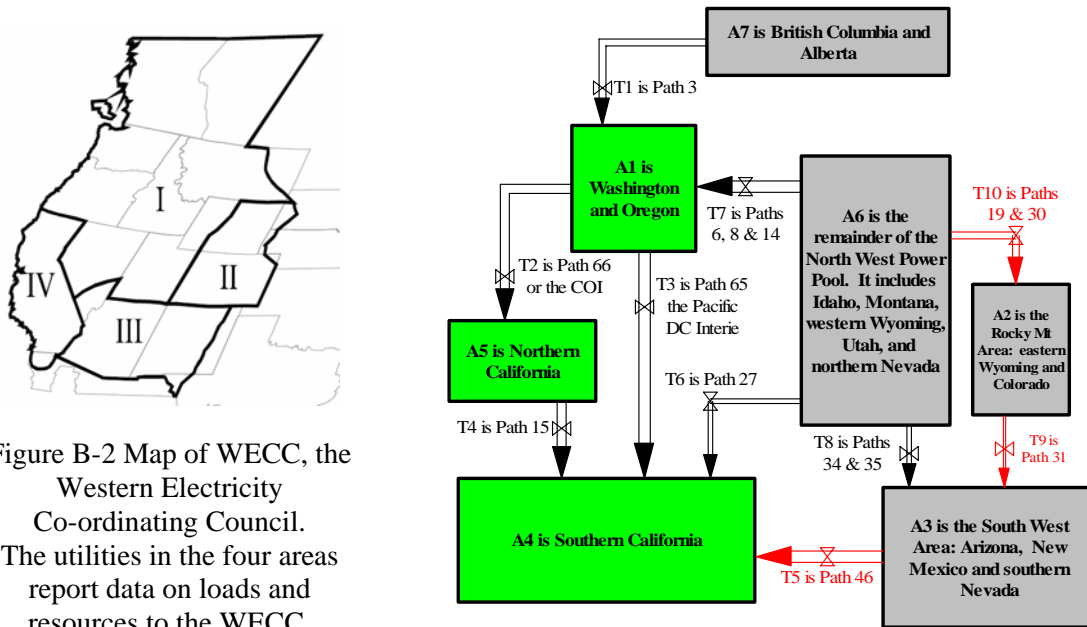 I
II
III
IV
Figure B-2 Map of WECC, the
Western Electricity
Co-ordinating Council.
The utilities in the four areas
report data on loads and
resources to the WECC
A7 is British Columbia and
Alberta
T1 is Path 3
A1 is
Washington
and Oregon
T7 is Paths
6, 8 & 14
A6 is the
remainder of the
North West Power
Pool. It includes
Idaho, Montana,
western Wyoming,
Utah, and
northern Nevada
T10 is Paths
19 & 30
T2 is Path 66
or the COI
T3 is Path 65
the Pacific
DC Interie
A2 is the
Rocky Mt
Area: eastern
Wyoming and
Colorado
A5 is Northern
California
T6 is Path 27
T4 is Path 15
T8 is Paths
34 & 35
T9 is
Path 31
A4 is Southern California
T5 is Path 46
A3 is the South West
Area: Arizona, New
Mexico and southern
Nevada